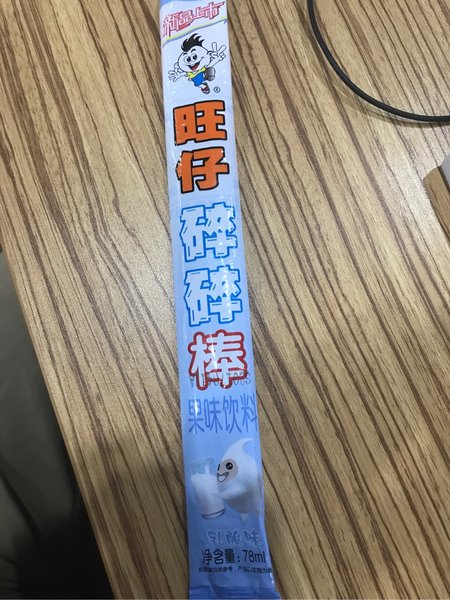 新品上市
®
旺仔
碎碎
棒
果味饮料
乳酸味
净含量:78ml